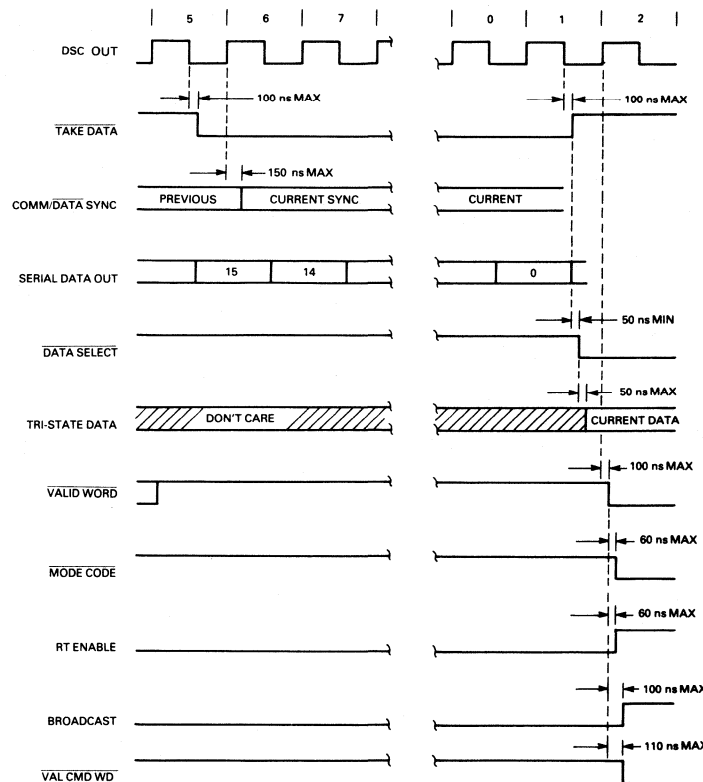 5 6 7 0 1 2
DSC OUT
100 ns MAX 100 ns MAX
TAKE DATA
150 ns MAX
PREVIOUS CURRENT SYNC CURRENT
COMM/DATA SYNC
15 14 0
SERIAL DATA OUT
50 ns MIN
DATA SELECT
50 ns MAX
DON'T CARE CURRENT DATA
TRI-STATE DATA
100 ns MAX
VALID WORD
60 ns MAX
MODE CODE
60 ns MAX
RT ENABLE
100 ns MAX
BROADCAST
110 ns MAX
VAL CMD WD